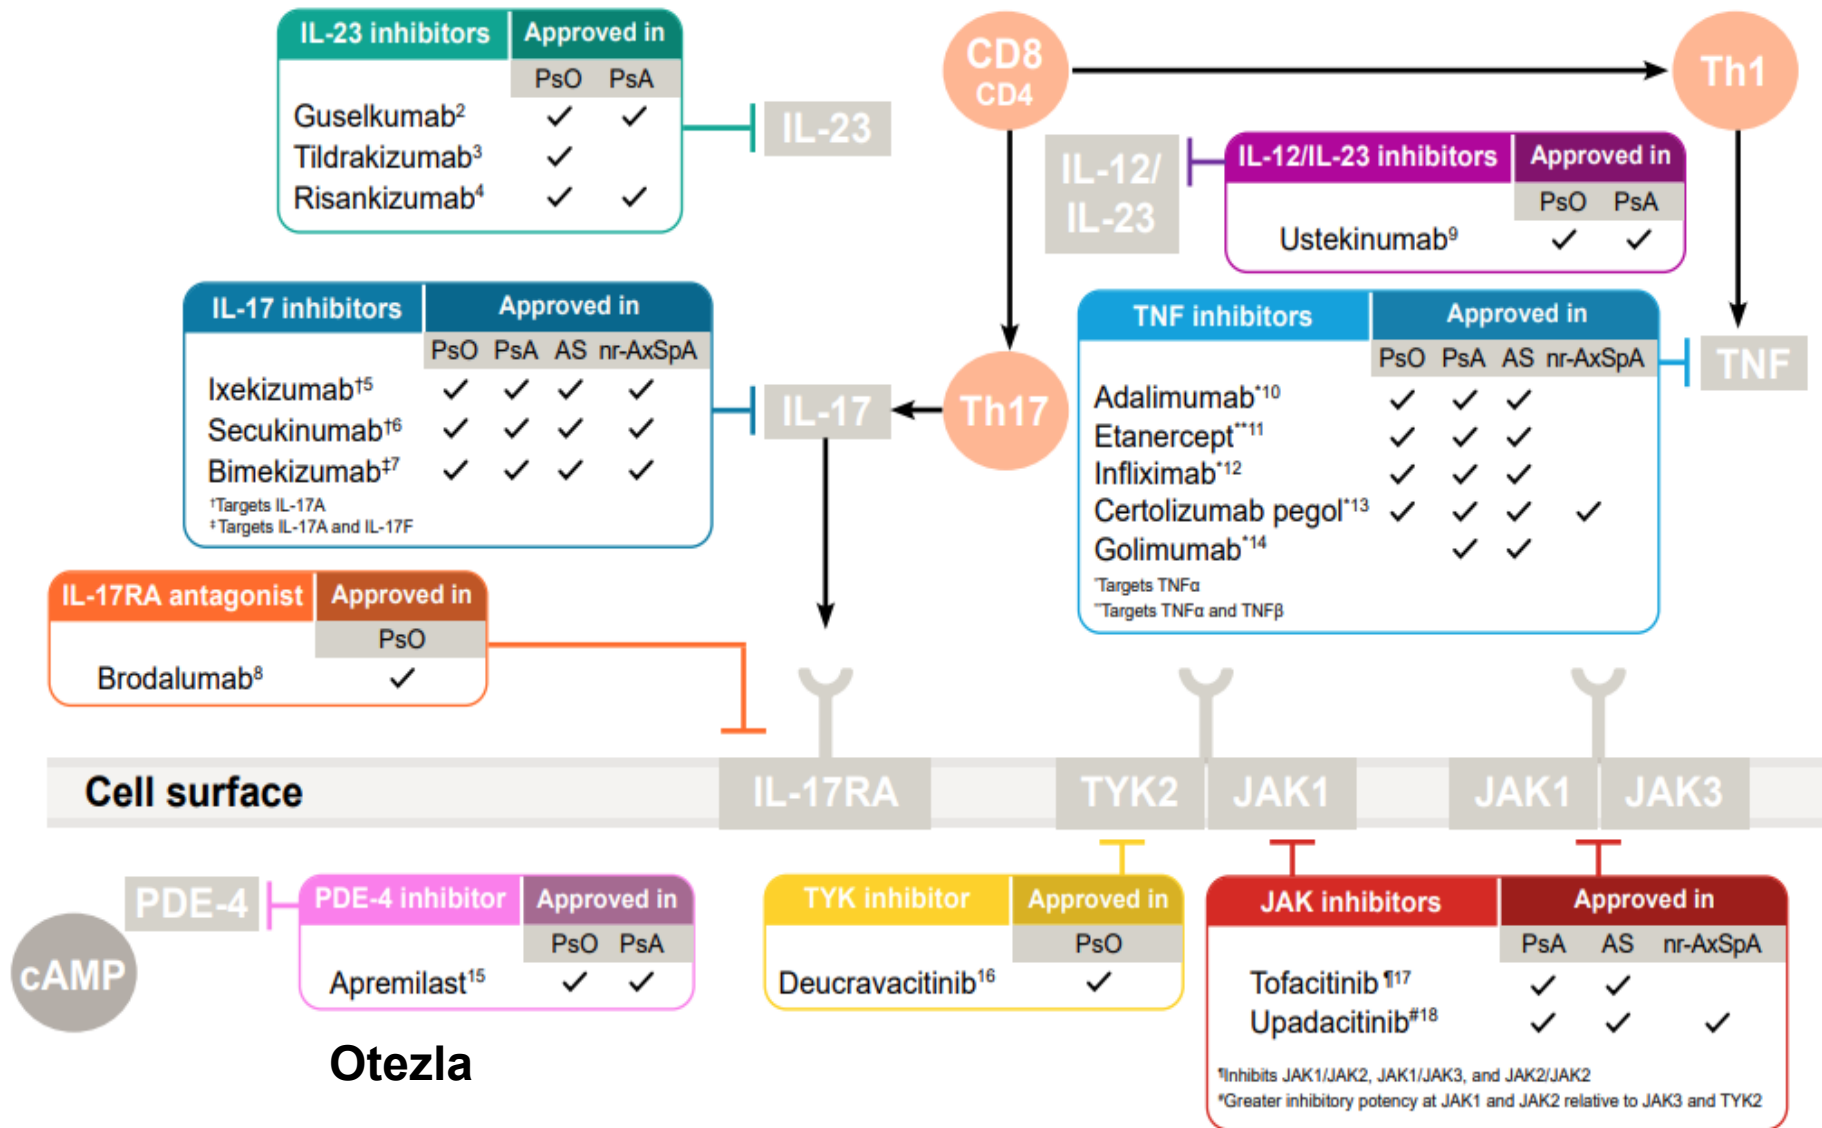 IL-23 inhibitors Approved in
PsO PsA
Guselkumab2 ✓ ✓
Tildrakizumab3 ✓
Risankizumab4 ✓ ✓
IL-23
CD8
CD4
Th1
IL-12/
IL-23
IL-12/IL-23 inhibitors Approved in
PsO PsA
Ustekinumab9 ✓ ✓
IL-17 inhibitors Approved in
PsO PsA AS nr-AxSpA
Ixekizumab†5 ✓ ✓ ✓ ✓
Secukinumab†6 ✓ ✓ ✓ ✓
Bimekizumab‡7 ✓ ✓ ✓ ✓
†Targets IL-17A
‡Targets IL-17A and IL-17F
IL-17
Th17
TNF inhibitors Approved in
PsO PsA AS nr-AxSpA
Adalimumab*10 ✓ ✓ ✓
Etanercept**11 ✓ ✓ ✓
Infliximab*12 ✓ ✓ ✓
Certolizumab pegol*13 ✓ ✓ ✓ ✓
Golimumab*14 ✓ ✓
*Targets TNFα
**Targets TNFα and TNFβ
TNF
IL-17RA antagonist Approved in
PsO
Brodalumab8 ✓
Cell surface
IL-17RA
TYK2 JAK1
JAK1 JAK3
PDE-4
cAMP
PDE-4 inhibitor Approved in
PsO PsA
Apremilast15 ✓ ✓
Otezla
TYK inhibitor Approved in
PsO
Deucravacitinib16 ✓
JAK inhibitors Approved in
PsA AS nr-AxSpA
Tofacitinib¶17 ✓ ✓
Upadacitinib#18 ✓ ✓ ✓
¶Inhibits JAK1/JAK2, JAK1/JAK3, and JAK2/JAK2
#Greater inhibitory potency at JAK1 and JAK2 relative to JAK3 and TYK2